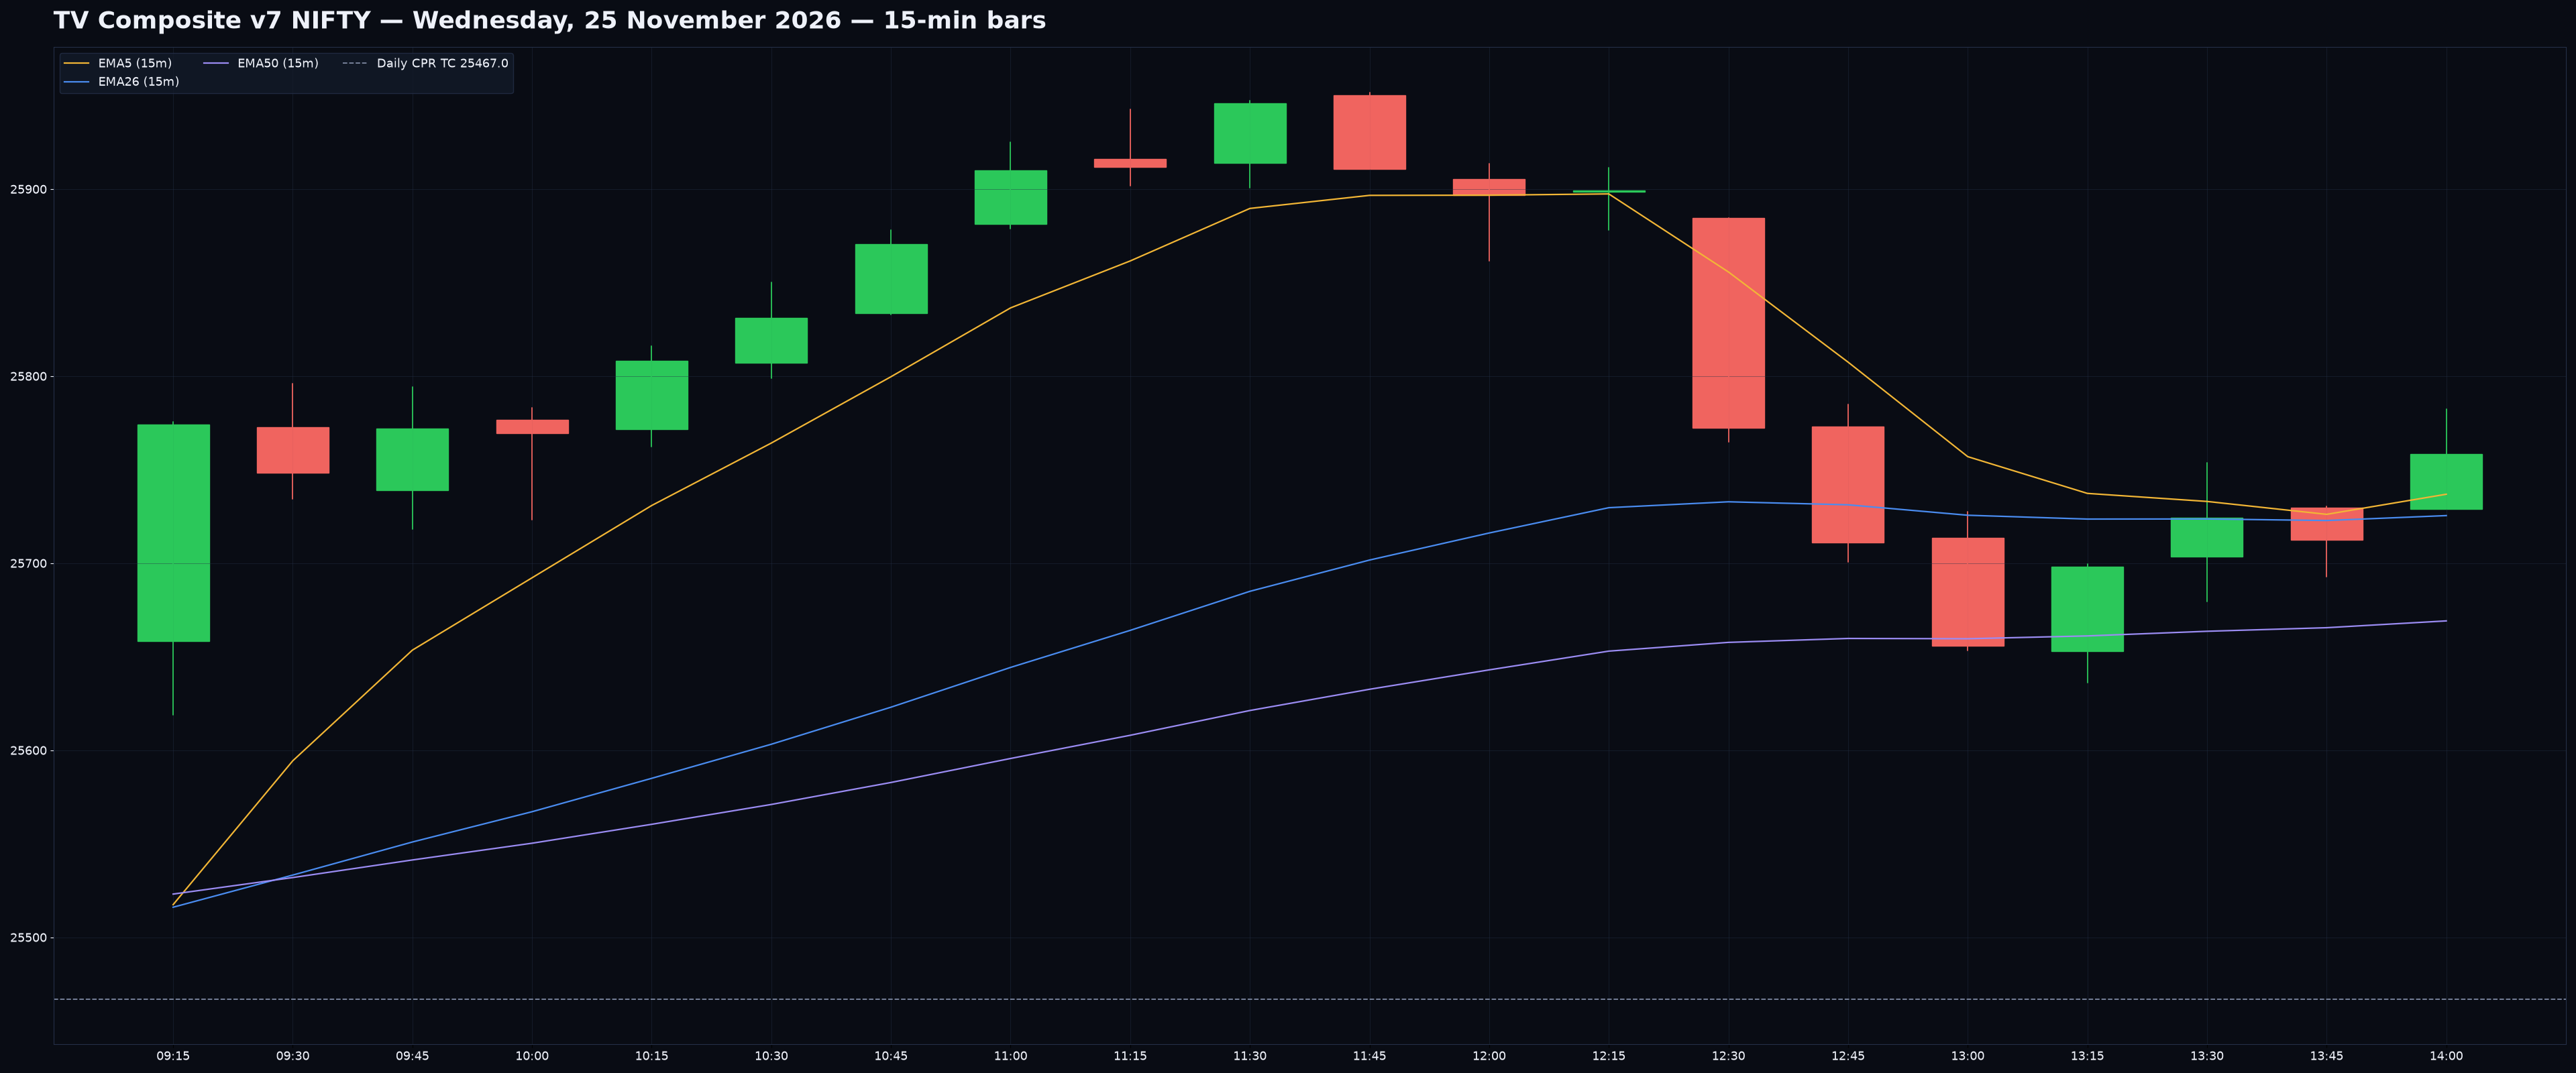 TV Composite v7 NIFTY — Wednesday, 25 November 2026 — 15-min bars
EMA5 (15m) EMA50 (15m) Daily CPR TC 25467.0
EMA26 (15m)
25900
25800
25700
25600
25500
09:15 09:30 09:45 10:00 10:15 10:30 10:45 11:00 11:15 11:30 11:45 12:00 12:15 12:30 12:45 13:00 13:15 13:30 13:45 14:00